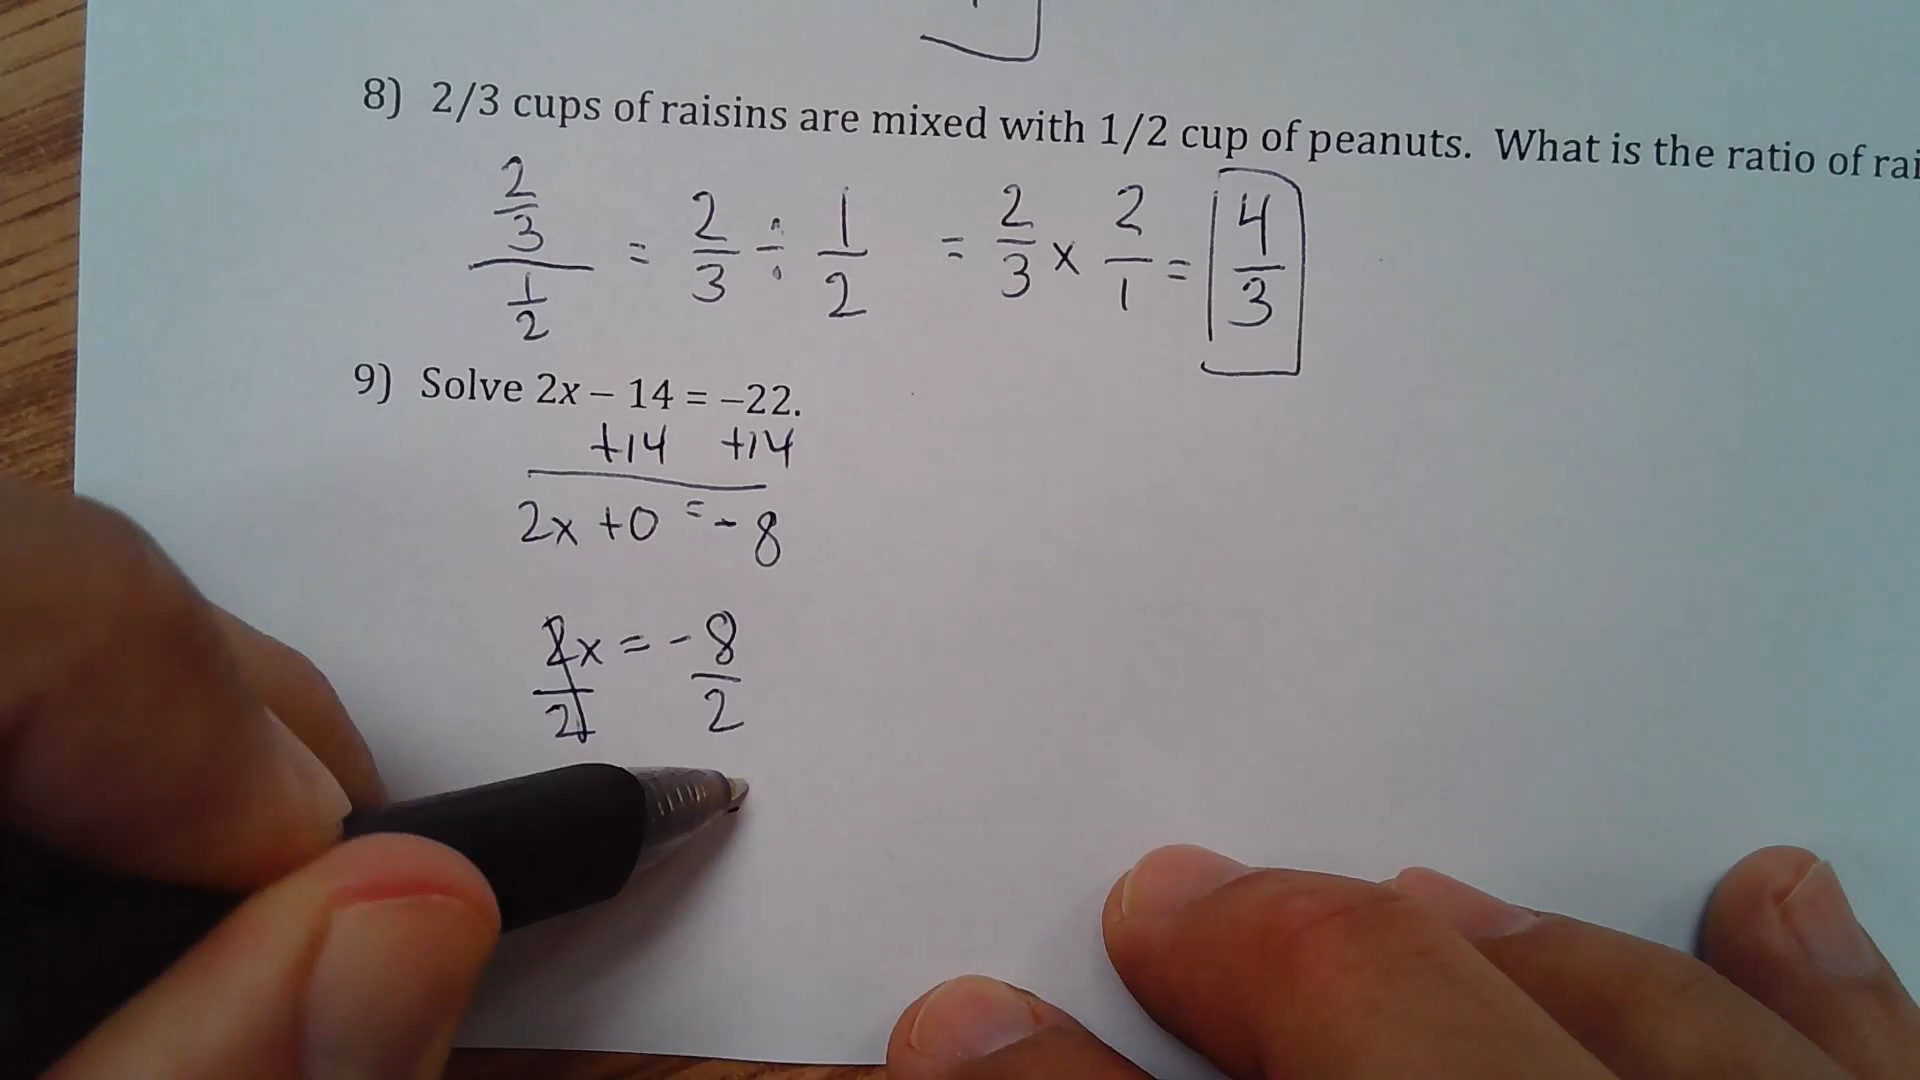 8) 2/3 cups of raisins are mixed with 1/2 cup of peanuts. What is the ratio of
2/3 / 1/2 = 2/3 ÷ 1/2 = 2/3 x 2/1 = 4/3
9) Solve 2x – 14 = –22.
+14 +14
2x +0 = -8
2x = -8
2 2